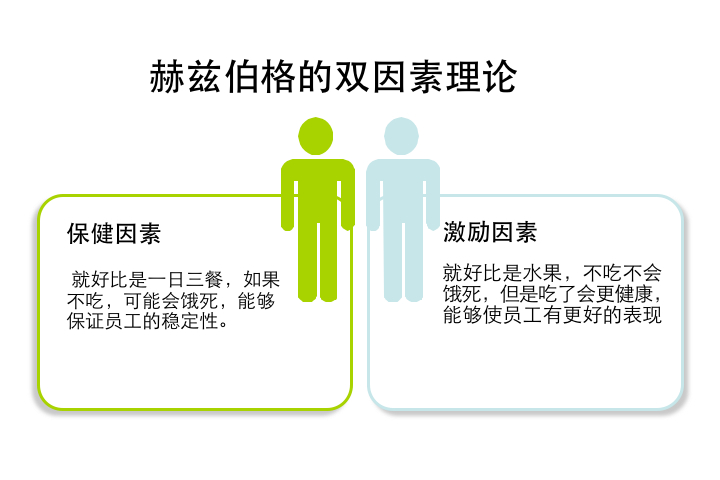 赫兹伯格的双因素理论
保健因素
就好比是一日三餐，如果
不吃，可能会饿死，能够
保证员工的稳定性。
激励因素
就好比是水果，不吃不会
饿死，但是吃了会更健康，
能够使员工有更好的表现